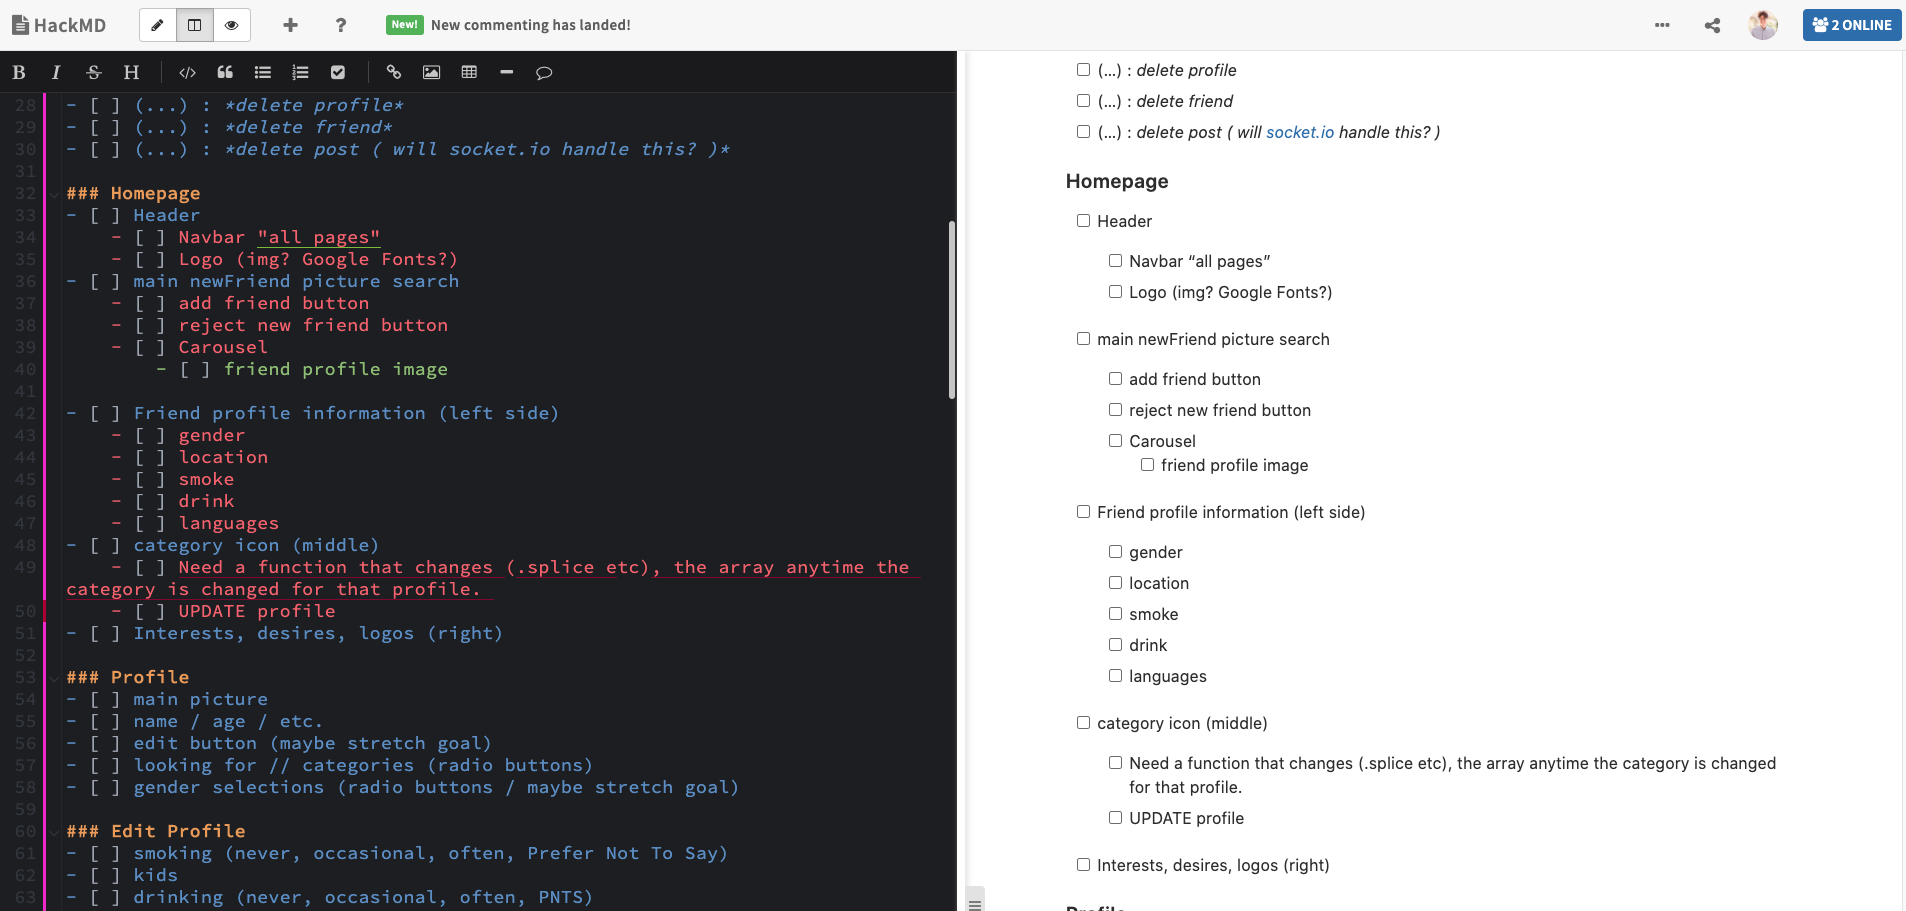 HackMD
New! New commenting has landed!
2 ONLINE
28 - [ ] (...) : *delete profile*
29 - [ ] (...) : *delete friend*
30 - [ ] (...) : *delete post ( will socket.io handle this? )*
31
32 ### Homepage
33 - [ ] Header
34 - [ ] Navbar "all pages"
35 - [ ] Logo (img? Google Fonts?)
36 - [ ] main newFriend picture search
37 - [ ] add friend button
38 - [ ] reject new friend button
39 - [ ] Carousel
40 - [ ] friend profile image
41
42 - [ ] Friend profile information (left side)
43 - [ ] gender
44 - [ ] location
45 - [ ] smoke
46 - [ ] drink
47 - [ ] languages
48 - [ ] category icon (middle)
49 - [ ] Need a function that changes (.splice etc), the array anytime the
category is changed for that profile.
50 - [ ] UPDATE profile
51 - [ ] Interests, desires, logos (right)
52
53 ### Profile
54 - [ ] main picture
55 - [ ] name / age / etc.
56 - [ ] edit button (maybe stretch goal)
57 - [ ] looking for // categories (radio buttons)
58 - [ ] gender selections (radio buttons / maybe stretch goal)
59
60 ### Edit Profile
61 - [ ] smoking (never, occasional, often, Prefer Not To Say)
62 - [ ] kids
63 - [ ] drinking (never, occasional, often, PNTS)
(...) : delete profile
(...) : delete friend
(...) : delete post ( will socket.io handle this? )
Homepage
Header
Navbar “all pages”
Logo (img? Google Fonts?)
main newFriend picture search
add friend button
reject new friend button
Carousel
friend profile image
Friend profile information (left side)
gender
location
smoke
drink
languages
category icon (middle)
Need a function that changes (.splice etc), the array anytime the category is changed
for that profile.
UPDATE profile
Interests, desires, logos (right)
Profile